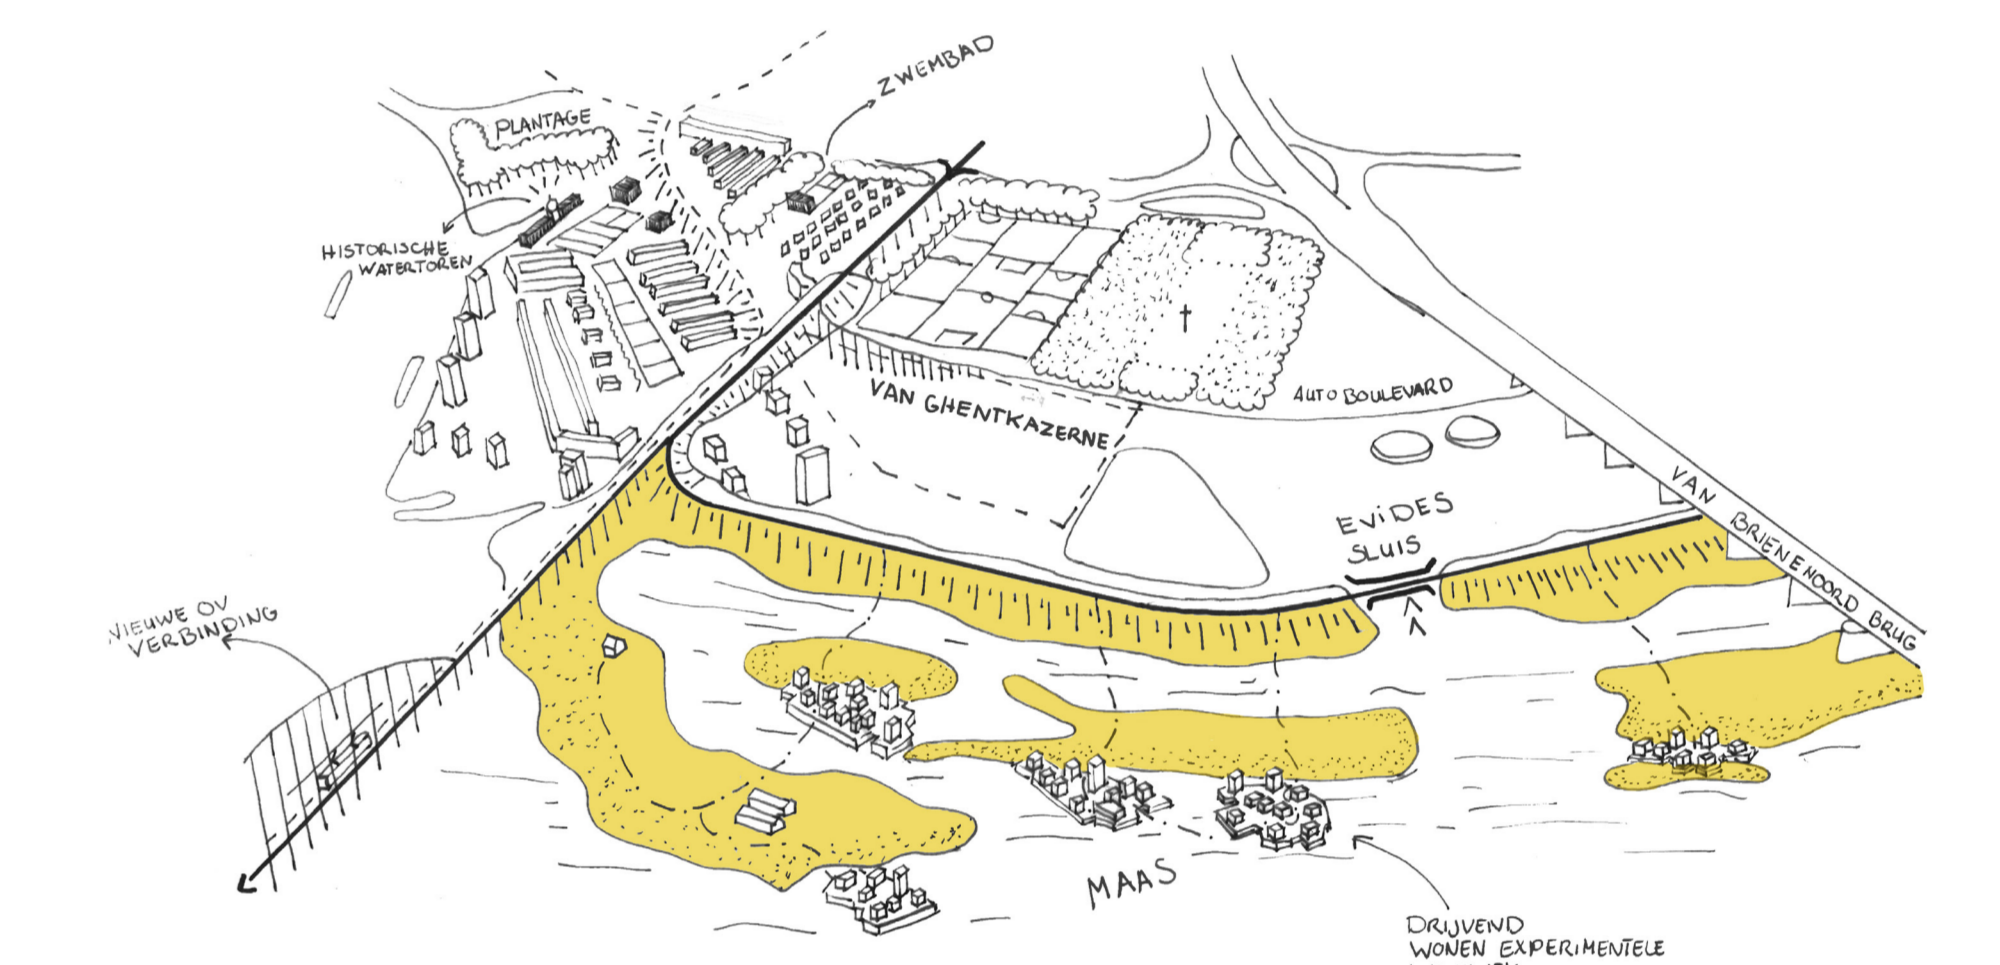 ZWEMBAD
PLANTAGE
HISTORISCHE
WATERTOREN
VAN GHENTKAZERNE
AUTO BOULEVARD
EVIDES
SLUIS
VAN BRIENENOORD BRUG
NIEUWE OV
VERBINDING
MAAS
DRIJVEND
WONEN EXPERIMENTELE